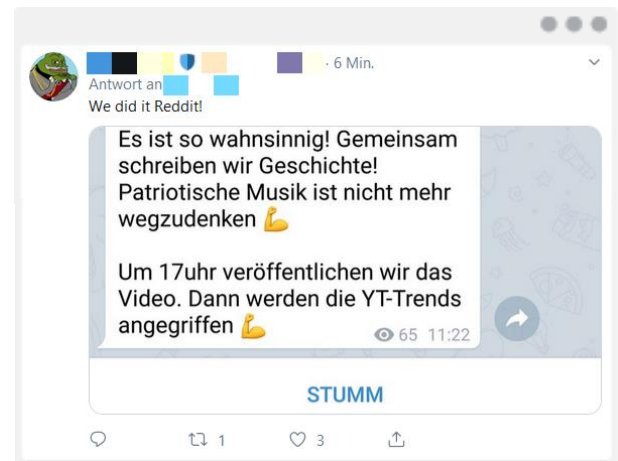 · 6 Min.
Antwort an
We did it Reddit!
Es ist so wahnsinnig! Gemeinsam
schreiben wir Geschichte!
Patriotische Musik ist nicht mehr
wegzudenken 💪
Um 17uhr veröffentlichen wir das
Video. Dann werden die YT-Trends
angegriffen 💪
65 11:22
STUMM
1 3